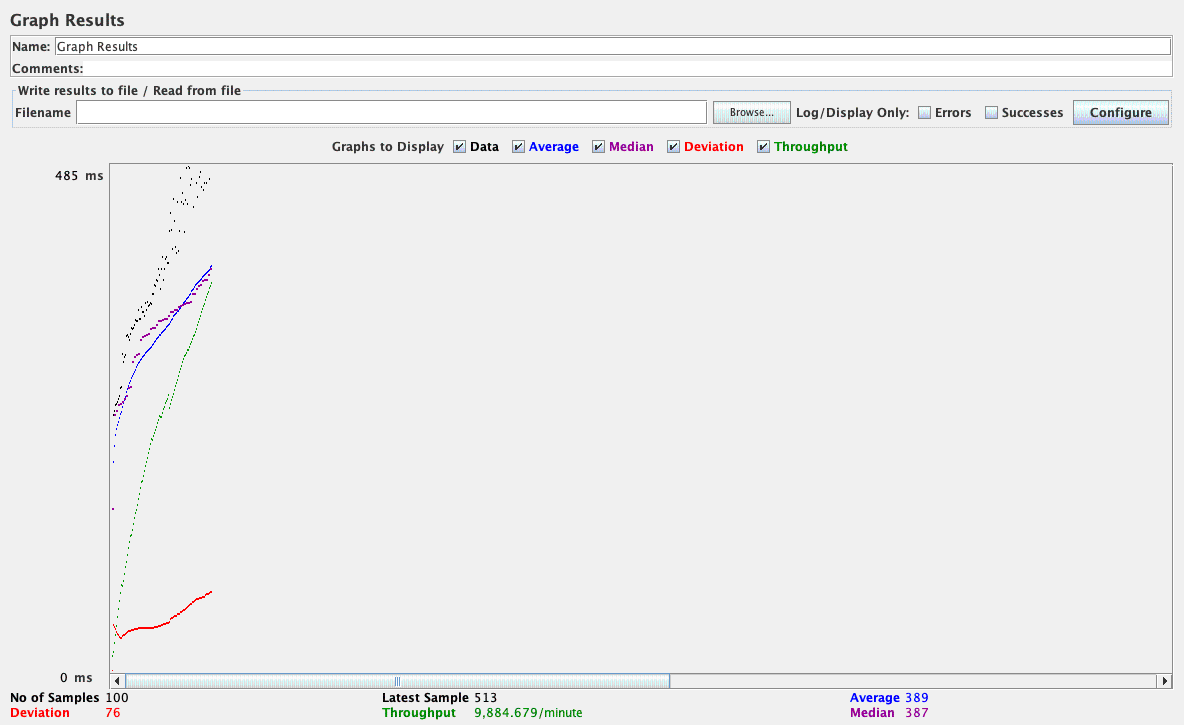 Graph Results
Name: Graph Results
Comments:
Write results to file / Read from file
Filename Browse... Log/Display Only: Errors Successes Configure
Graphs to Display Data Average Median Deviation Throughput
485 ms
0 ms
No of Samples 100 Latest Sample 513 Average 389
Deviation 76 Throughput 9,884.679/minute Median 387